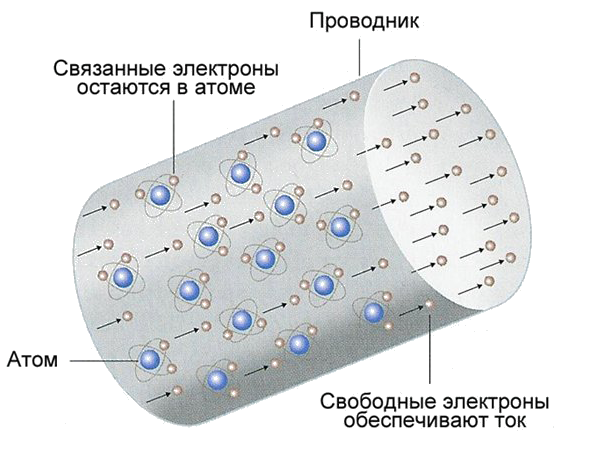 Проводник
Связанные электроны
остаются в атоме
Атом
Свободные электроны
обеспечивают ток